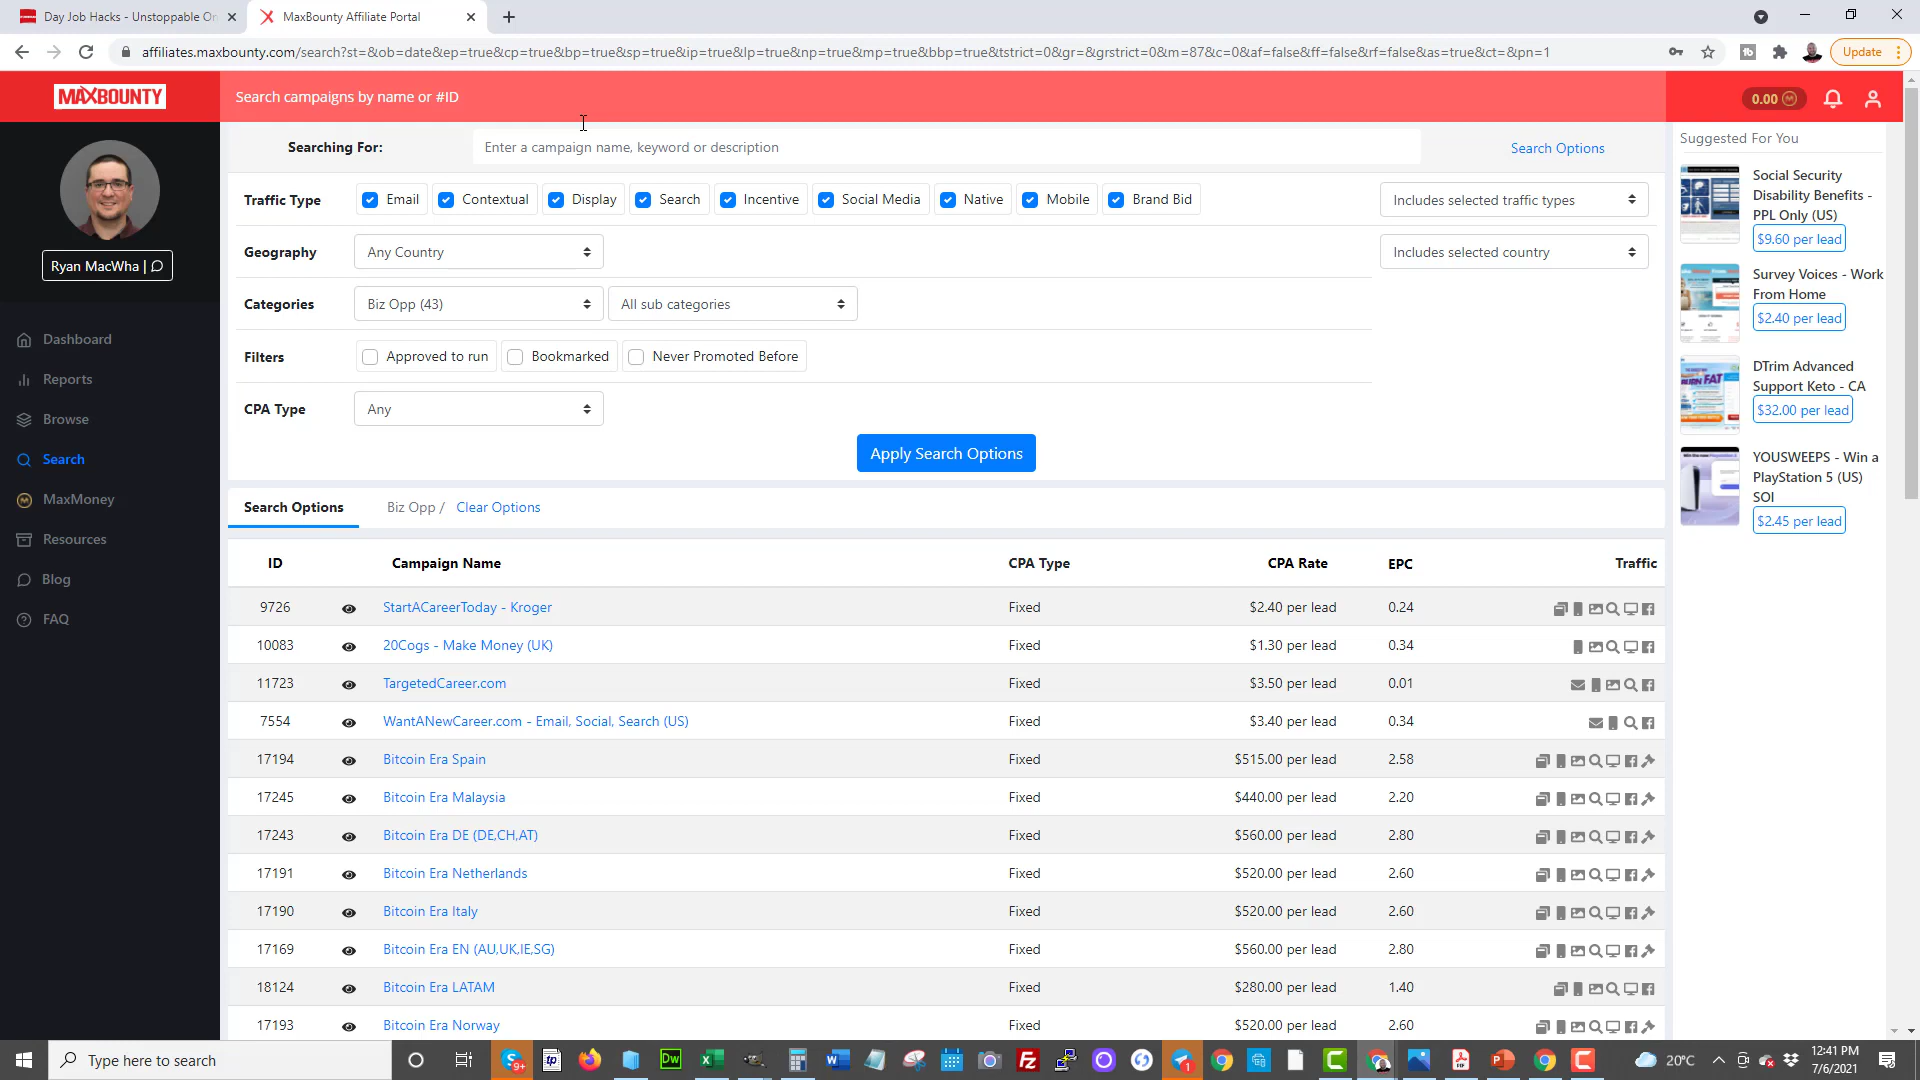 Day Job Hacks - Unstoppable On
MaxBounty Affiliate Portal
affiliates.maxbounty.com/search?st=&ob=date&ep=true&cp=true&bp=true&sp=true&ip=true&lp=true&np=true&mp=true&bbp=true&tstrict=0&gr=&grstrict=0&m=87&c=0&af=false&ff=false&rf=false&as=true&ct=&pn=1
Update
MAXBOUNTY
Search campaigns by name or #ID
0.00
Searching For:
Enter a campaign name, keyword or description
Search Options
Traffic Type
Email
Contextual
Display
Search
Incentive
Social Media
Native
Mobile
Brand Bid
Includes selected traffic types
Geography
Any Country
Includes selected country
Categories
Biz Opp (43)
All sub categories
Filters
Approved to run
Bookmarked
Never Promoted Before
CPA Type
Any
Apply Search Options
Ryan MacWha |
Dashboard
Reports
Browse
Search
MaxMoney
Resources
Blog
FAQ
Search Options
Biz Opp /
Clear Options
ID Campaign Name CPA Type CPA Rate EPC Traffic
9726 StartACareerToday - Kroger Fixed $2.40 per lead 0.24
10083 20Cogs - Make Money (UK) Fixed $1.30 per lead 0.34
11723 TargetedCareer.com Fixed $3.50 per lead 0.01
7554 WantANewCareer.com - Email, Social, Search (US) Fixed $3.40 per lead 0.34
17194 Bitcoin Era Spain Fixed $515.00 per lead 2.58
17245 Bitcoin Era Malaysia Fixed $440.00 per lead 2.20
17243 Bitcoin Era DE (DE,CH,AT) Fixed $560.00 per lead 2.80
17191 Bitcoin Era Netherlands Fixed $520.00 per lead 2.60
17190 Bitcoin Era Italy Fixed $520.00 per lead 2.60
17169 Bitcoin Era EN (AU,UK,IE,SG) Fixed $560.00 per lead 2.80
18124 Bitcoin Era LATAM Fixed $280.00 per lead 1.40
17193 Bitcoin Era Norway Fixed $520.00 per lead 2.60
Suggested For You
Social Security
Disability Benefits -
PPL Only (US)
$9.60 per lead
Survey Voices - Work
From Home
$2.40 per lead
DTrim Advanced
Support Keto - CA
$32.00 per lead
YOUSWEEPS - Win a
PlayStation 5 (US)
SOI
$2.45 per lead
Type here to search
9+
tp
Dw
20°C
12:41 PM
7/6/2021